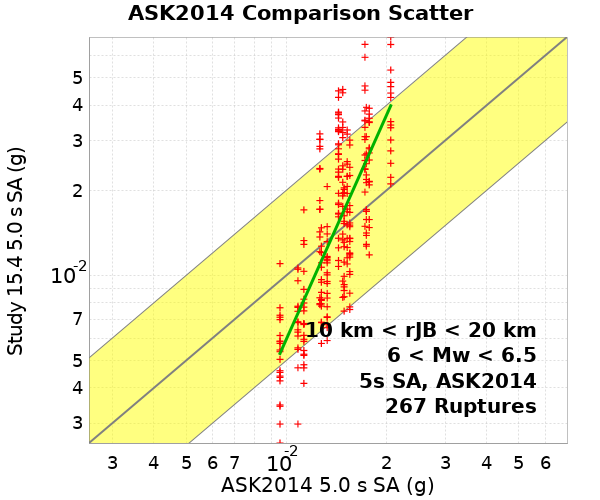 ASK2014 Comparison Scatter
Study 15.4 5.0 s SA (g)
5
4
3
2
10^-2
7
5
4
3
10 km < rJB < 20 km
6 < Mw < 6.5
5s SA, ASK2014
267 Ruptures
3 4 5 6 7 10^-2 2 3 4 5 6
ASK2014 5.0 s SA (g)